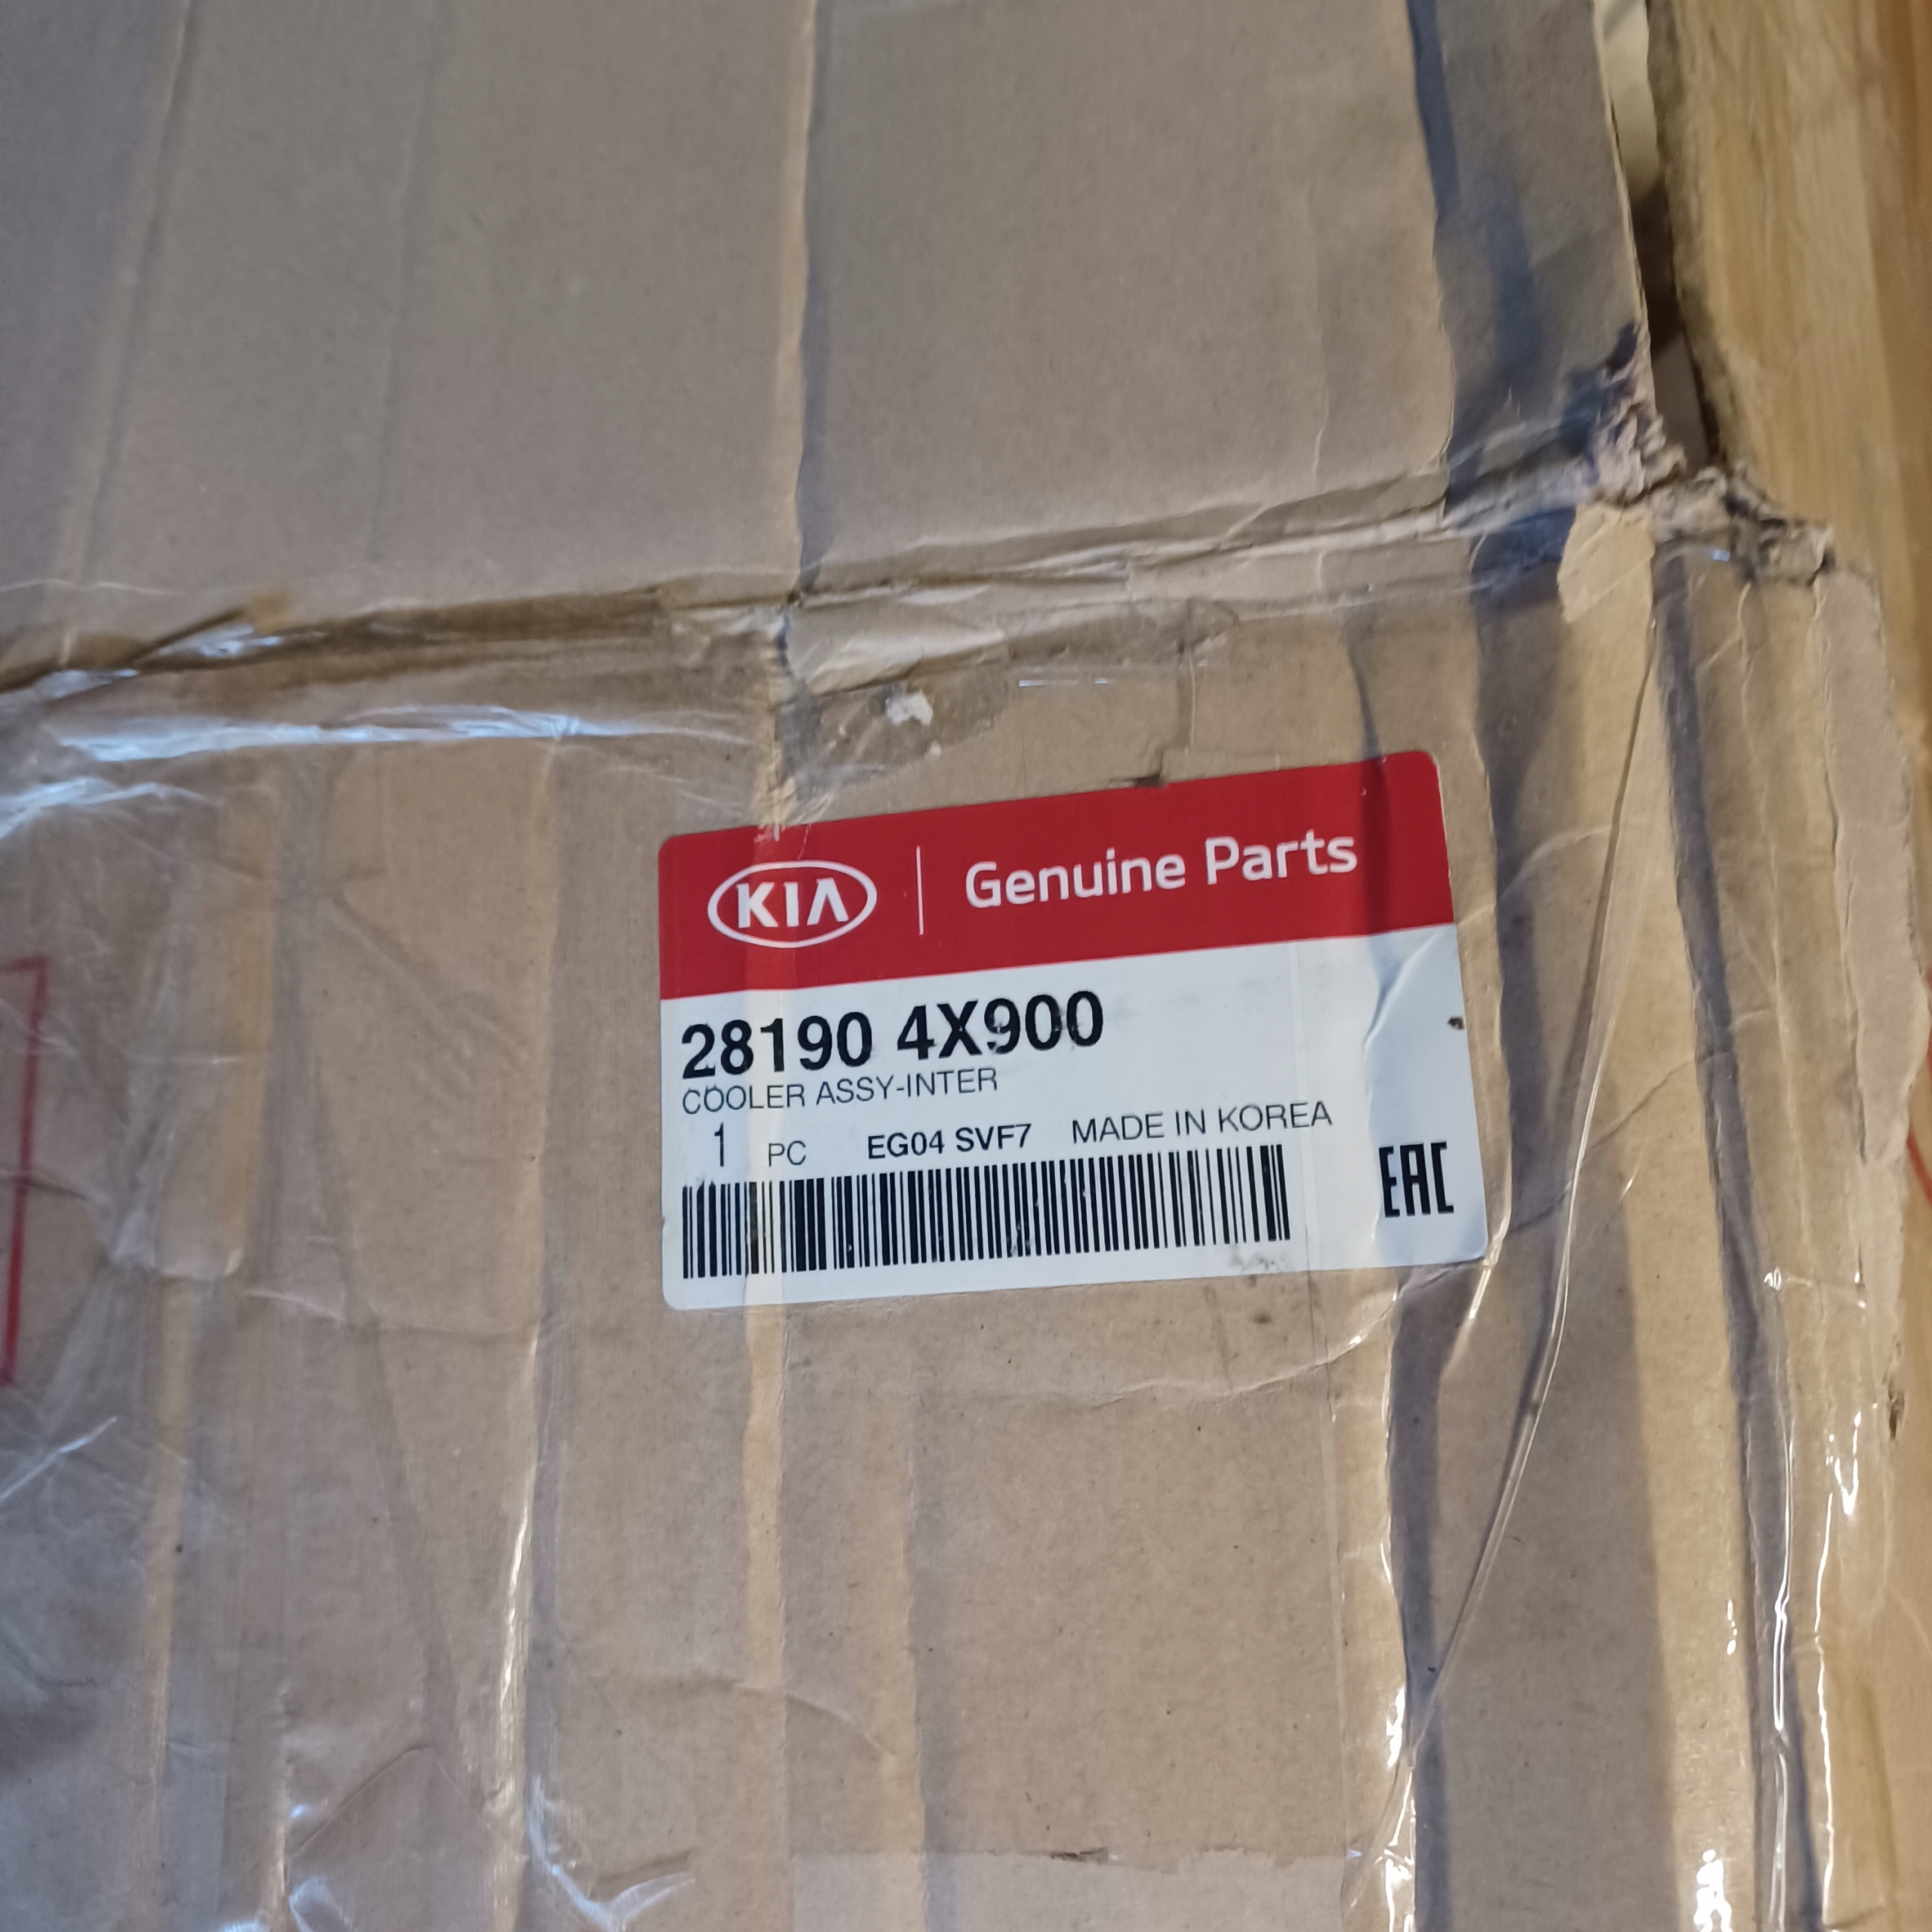 KIA Genuine Parts
28190 4X900
COOLER ASSY-INTER
1 PC EG04 SVF7 MADE IN KOREA
EAC